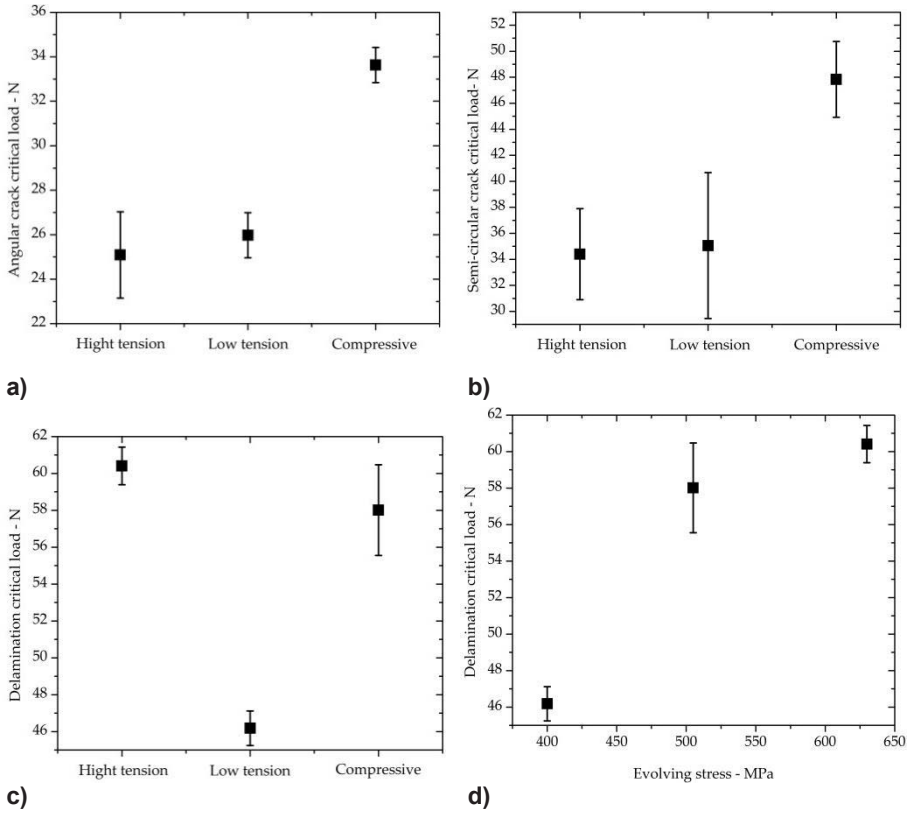 36
34
32
30
28
26
24
22
Angular crack critical load - N
Hight tension Low tension Compressive
a)
52
50
48
46
44
42
40
38
36
34
32
30
Semi-circular crack critical load- N
Hight tension Low tension Compressive
b)
62
60
58
56
54
52
50
48
46
Delamination critical load - N
Hight tension Low tension Compressive
c)
62
60
58
56
54
52
50
48
46
Delamination critical load - N
400 450 500 550 600 650
Evolving stress - MPa
d)